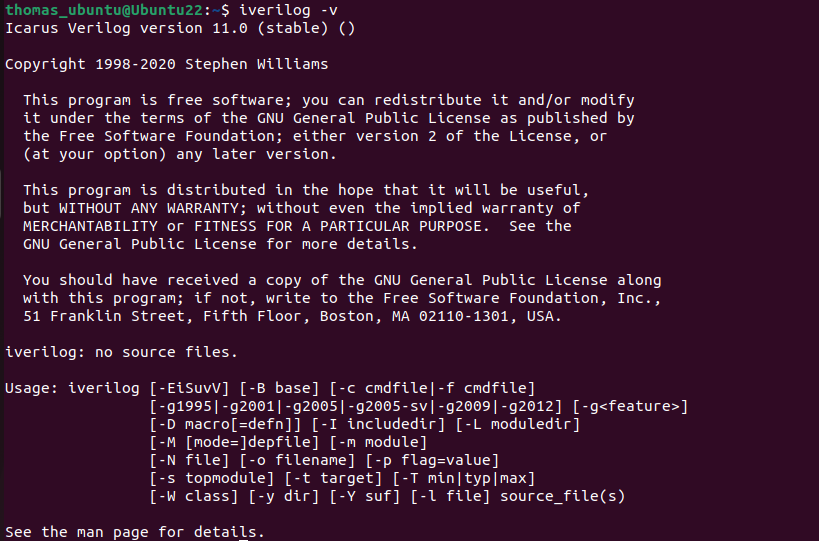 thomas_ubuntu@Ubuntu22:~$ iverilog -v
Icarus Verilog version 11.0 (stable) ()

Copyright 1998-2020 Stephen Williams

  This program is free software; you can redistribute it and/or modify
  it under the terms of the GNU General Public License as published by
  the Free Software Foundation; either version 2 of the License, or
  (at your option) any later version.

  This program is distributed in the hope that it will be useful,
  but WITHOUT ANY WARRANTY; without even the implied warranty of
  MERCHANTABILITY or FITNESS FOR A PARTICULAR PURPOSE.  See the
  GNU General Public License for more details.

  You should have received a copy of the GNU General Public License along
  with this program; if not, write to the Free Software Foundation, Inc.,
  51 Franklin Street, Fifth Floor, Boston, MA 02110-1301, USA.

iverilog: no source files.

Usage: iverilog [-EiSuvV] [-B base] [-c cmdfile|-f cmdfile]
                [-g1995|-g2001|-g2005|-g2005-sv|-g2009|-g2012] [-g<feature>]
                [-D macro[=defn]] [-I includedir] [-L moduledir]
                [-M [mode=]depfile] [-m module]
                [-N file] [-o filename] [-p flag=value]
                [-s topmodule] [-t target] [-T min|typ|max]
                [-W class] [-y dir] [-Y suf] [-l file] source_file(s)

See the man page for details.